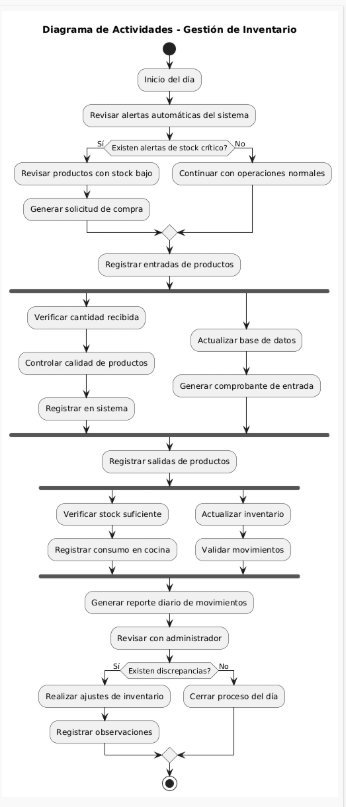 Diagrama de Actividades - Gestión de Inventario
Inicio del día
Revisar alertas automáticas del sistema
Sí
Existen alertas de stock crítico?
No
Revisar productos con stock bajo
Continuar con operaciones normales
Generar solicitud de compra
Registrar entradas de productos
Verificar cantidad recibida
Actualizar base de datos
Controlar calidad de productos
Generar comprobante de entrada
Registrar en sistema
Registrar salidas de productos
Verificar stock suficiente
Actualizar inventario
Registrar consumo en cocina
Validar movimientos
Generar reporte diario de movimientos
Revisar con administrador
Sí
Existen discrepancias?
No
Realizar ajustes de inventario
Cerrar proceso del día
Registrar observaciones